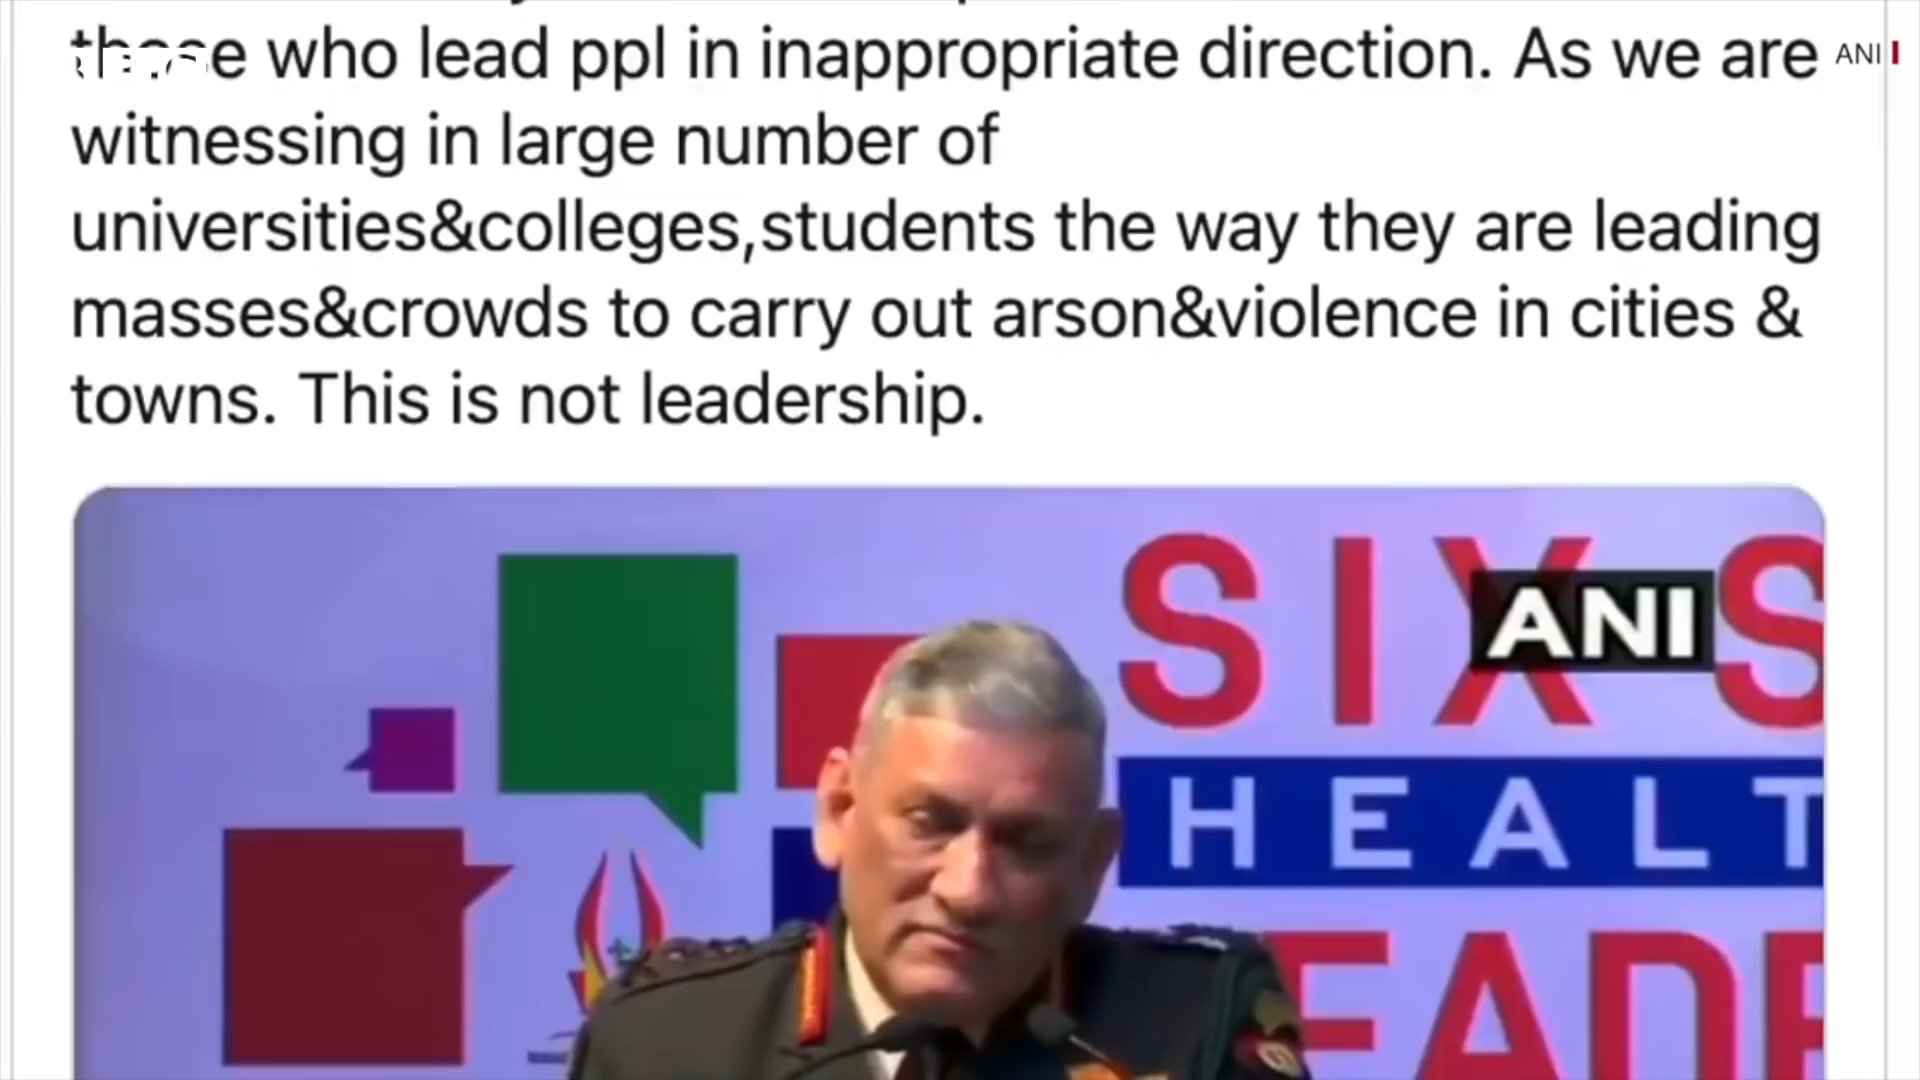 those who lead ppl in inappropriate direction. As we are
ANI
witnessing in large number of
universities&colleges,students the way they are leading
masses&crowds to carry out arson&violence in cities &
towns. This is not leadership.
SIX S
ANI
HEALT